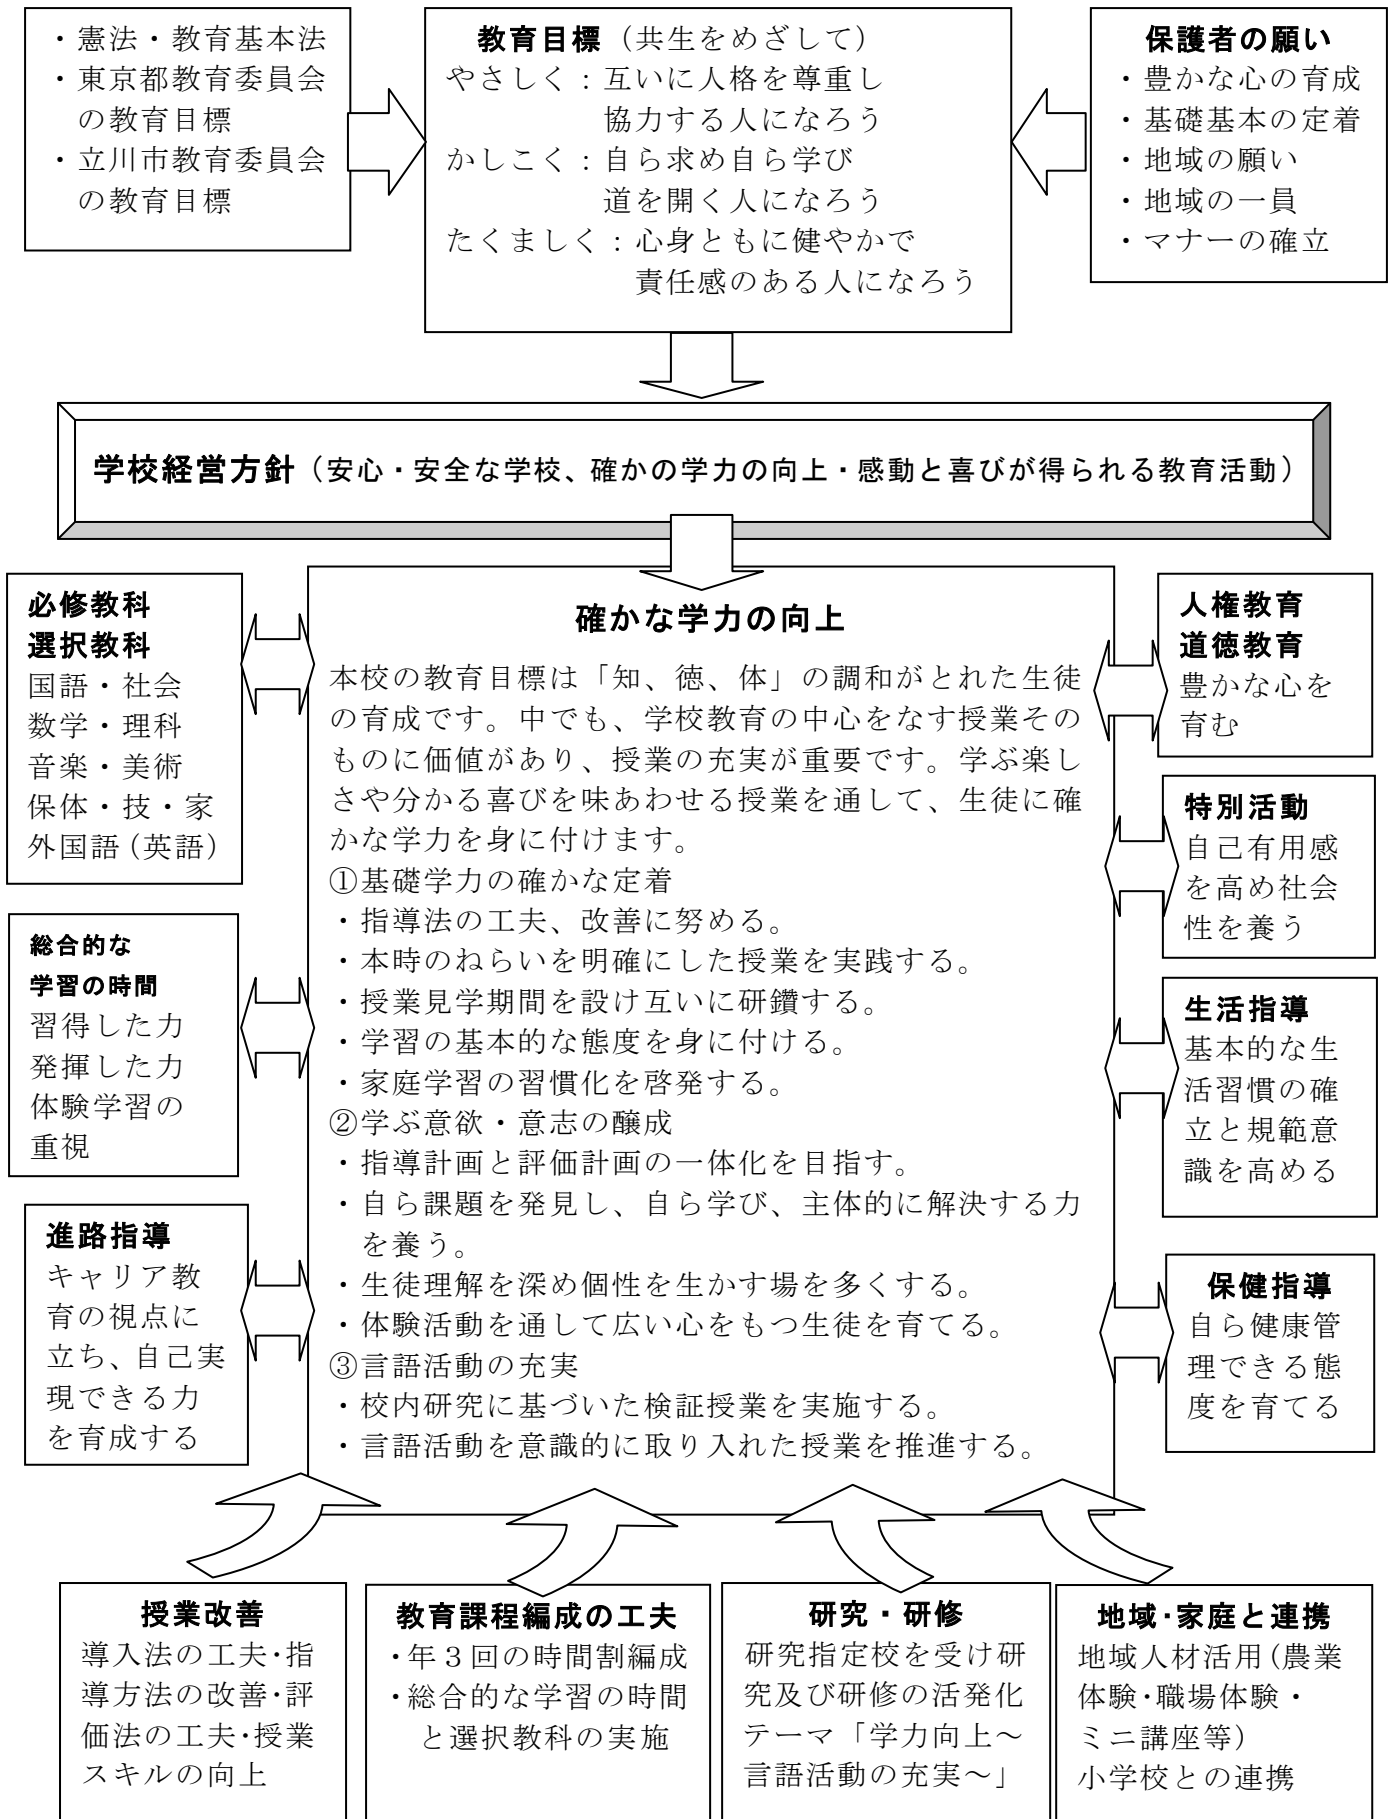 ・憲法・教育基本法
・東京都教育委員会
の教育目標
・立川市教育委員会
の教育目標
教育目標（共生をめざして）
やさしく：互いに人格を尊重し
協力する人になろう
かしこく：自ら求め自ら学び
道を開く人になろう
たくましく：心身ともに健やかで
責任感のある人になろう
保護者の願い
・豊かな心の育成
・基礎基本の定着
・地域の願い
・地域の一員
・マナーの確立
学校経営方針（安心・安全な学校、確かの学力の向上・感動と喜びが得られる教育活動）
必修教科
選択教科
国語・社会
数学・理科
音楽・美術
保体・技・家
外国語（英語）
総合的な
学習の時間
習得した力
発揮した力
体験学習の
重視
進路指導
キャリア教
育の視点に
立ち、自己実
現できる力
を育成する
確かな学力の向上
本校の教育目標は「知、徳、体」の調和がとれた生徒
の育成です。中でも、学校教育の中心をなす授業その
ものに価値があり、授業の充実が重要です。学ぶ楽し
さや分かる喜びを味あわせる授業を通して、生徒に確
かな学力を身に付けます。
①基礎学力の確かな定着
・指導法の工夫、改善に努める。
・本時のねらいを明確にした授業を実践する。
・授業見学期間を設け互いに研鑽する。
・学習の基本的な態度を身に付ける。
・家庭学習の習慣化を啓発する。
②学ぶ意欲・意志の醸成
・指導計画と評価計画の一体化を目指す。
・自ら課題を発見し、自ら学び、主体的に解決する力
を養う。
・生徒理解を深め個性を生かす場を多くする。
・体験活動を通して広い心をもつ生徒を育てる。
③言語活動の充実
・校内研究に基づいた検証授業を実施する。
・言語活動を意識的に取り入れた授業を推進する。
人権教育
道徳教育
豊かな心を
育む
特別活動
自己有用感
を高め社会
性を養う
生活指導
基本的な生
活習慣の確
立と規範意
識を高める
保健指導
自ら健康管
理できる態
度を育てる
授業改善
導入法の工夫・指
導方法の改善・評
価法の工夫・授業
スキルの向上
教育課程編成の工夫
・年３回の時間割編成
・総合的な学習の時間
と選択教科の実施
研究・研修
研究指定校を受け研
究及び研修の活発化
テーマ「学力向上～
言語活動の充実～」
地域・家庭と連携
地域人材活用（農業
体験・職場体験・
ミニ講座等）
小学校との連携